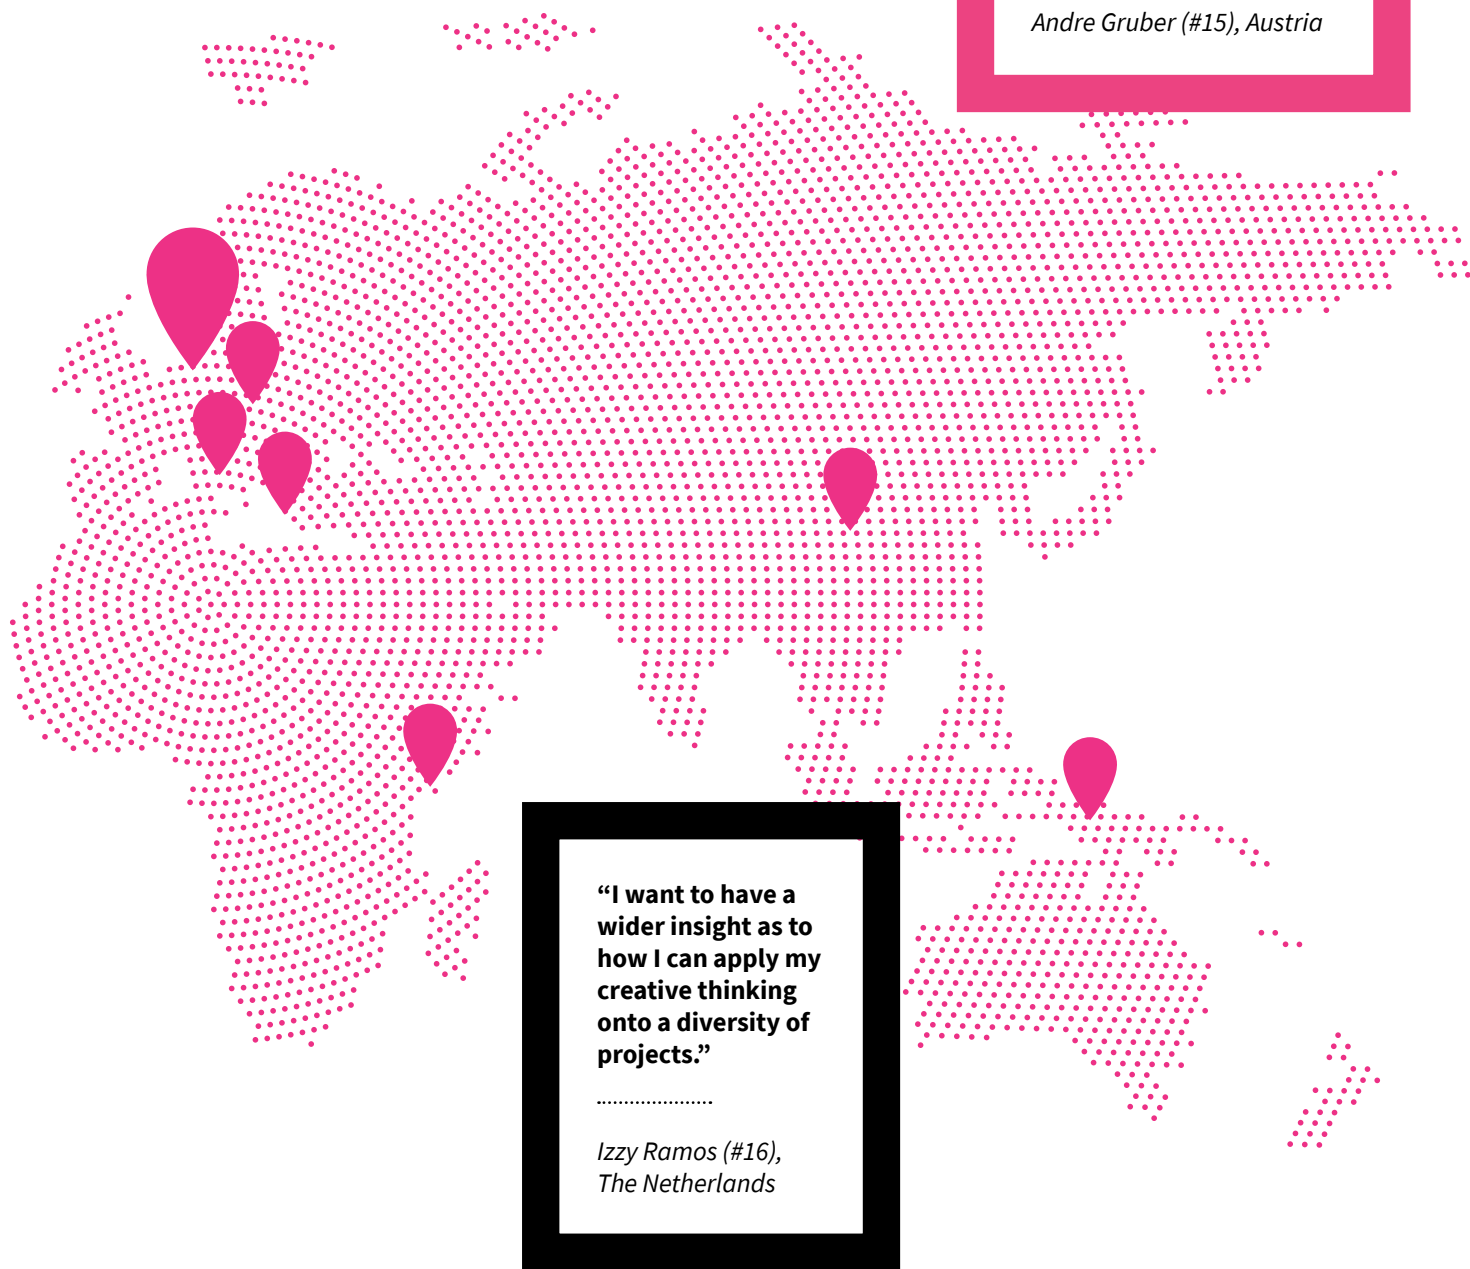 Andre Gruber (#15), Austria
“I want to have a
wider insight as to
how I can apply my
creative thinking
onto a diversity of
projects.”
Izzy Ramos (#16),
The Netherlands